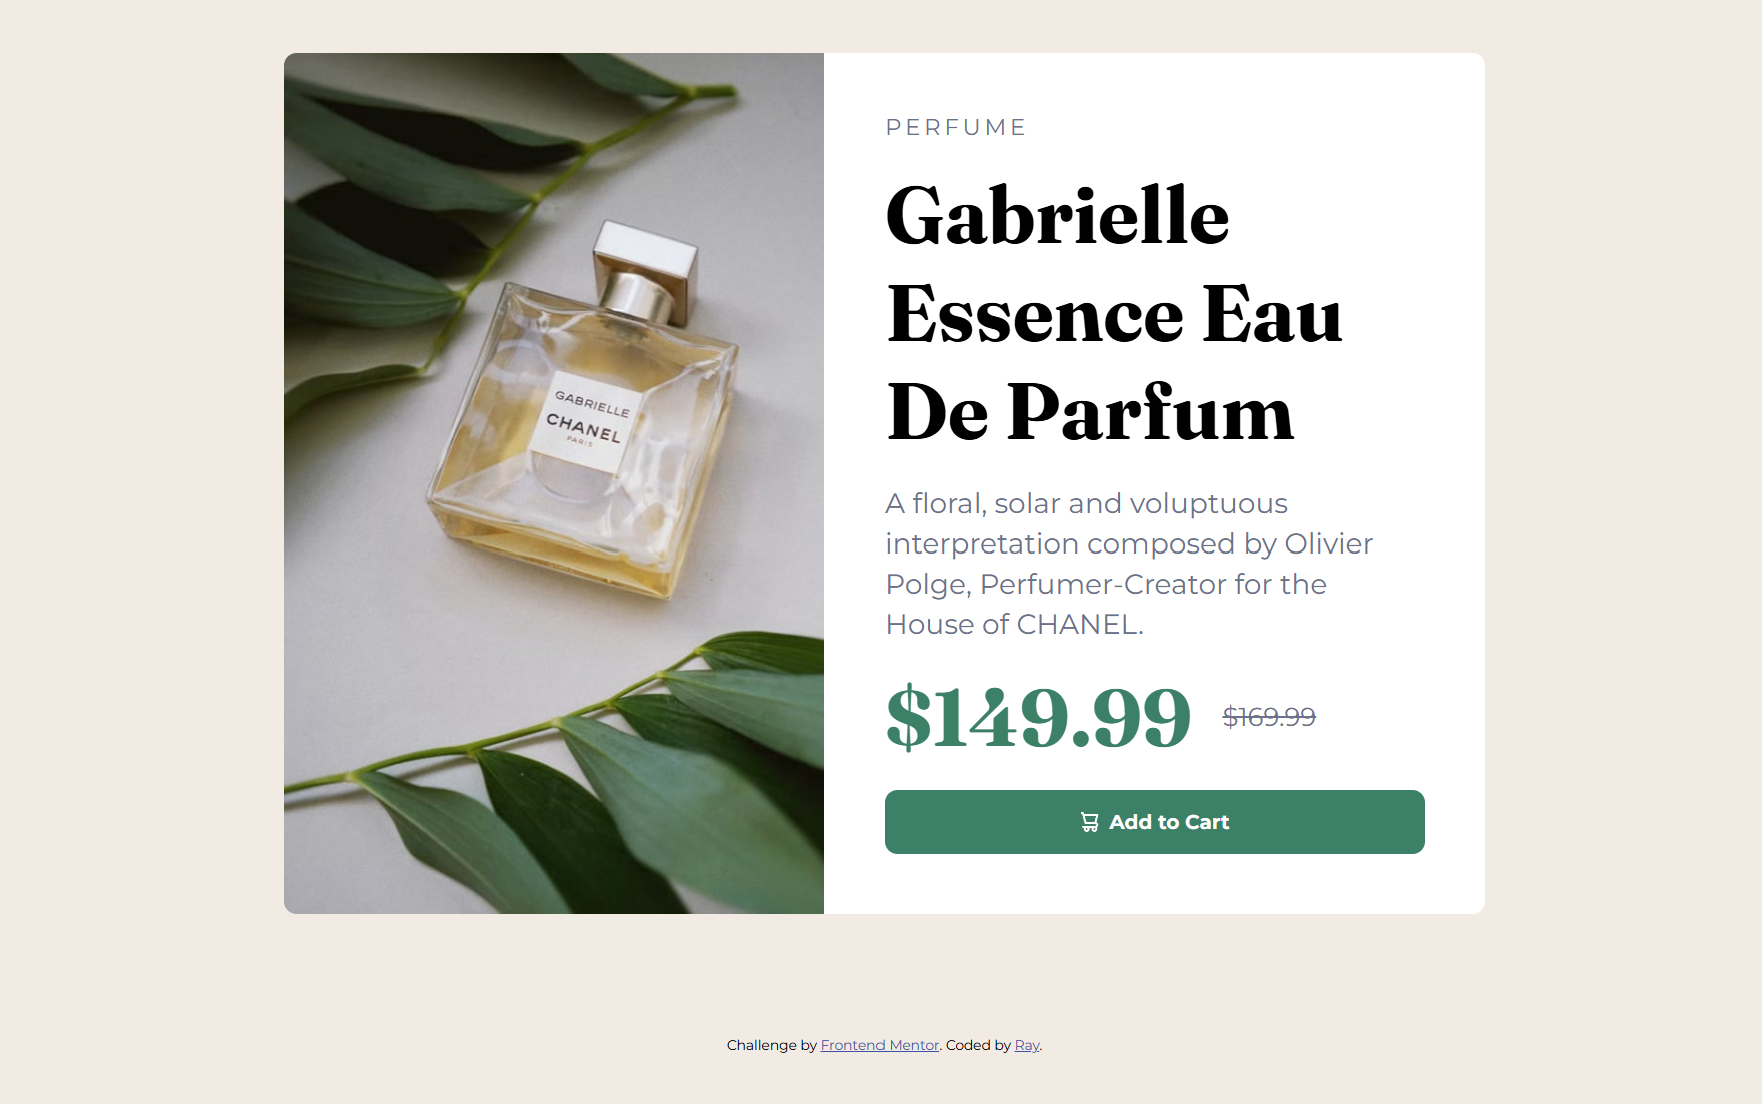 GABRIELLE
CHANEL
PARIS
PERFUME
Gabrielle
Essence Eau
De Parfum
A floral, solar and voluptuous
interpretation composed by Olivier
Polge, Perfumer-Creator for the
House of CHANEL.
$149.99 $169.99
Add to Cart
Challenge by Frontend Mentor. Coded by Ray.